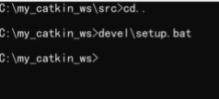 C:\my_catkin_ws\src>cd..
C:\my_catkin_ws>devel\setup.bat
C:\my_catkin_ws>